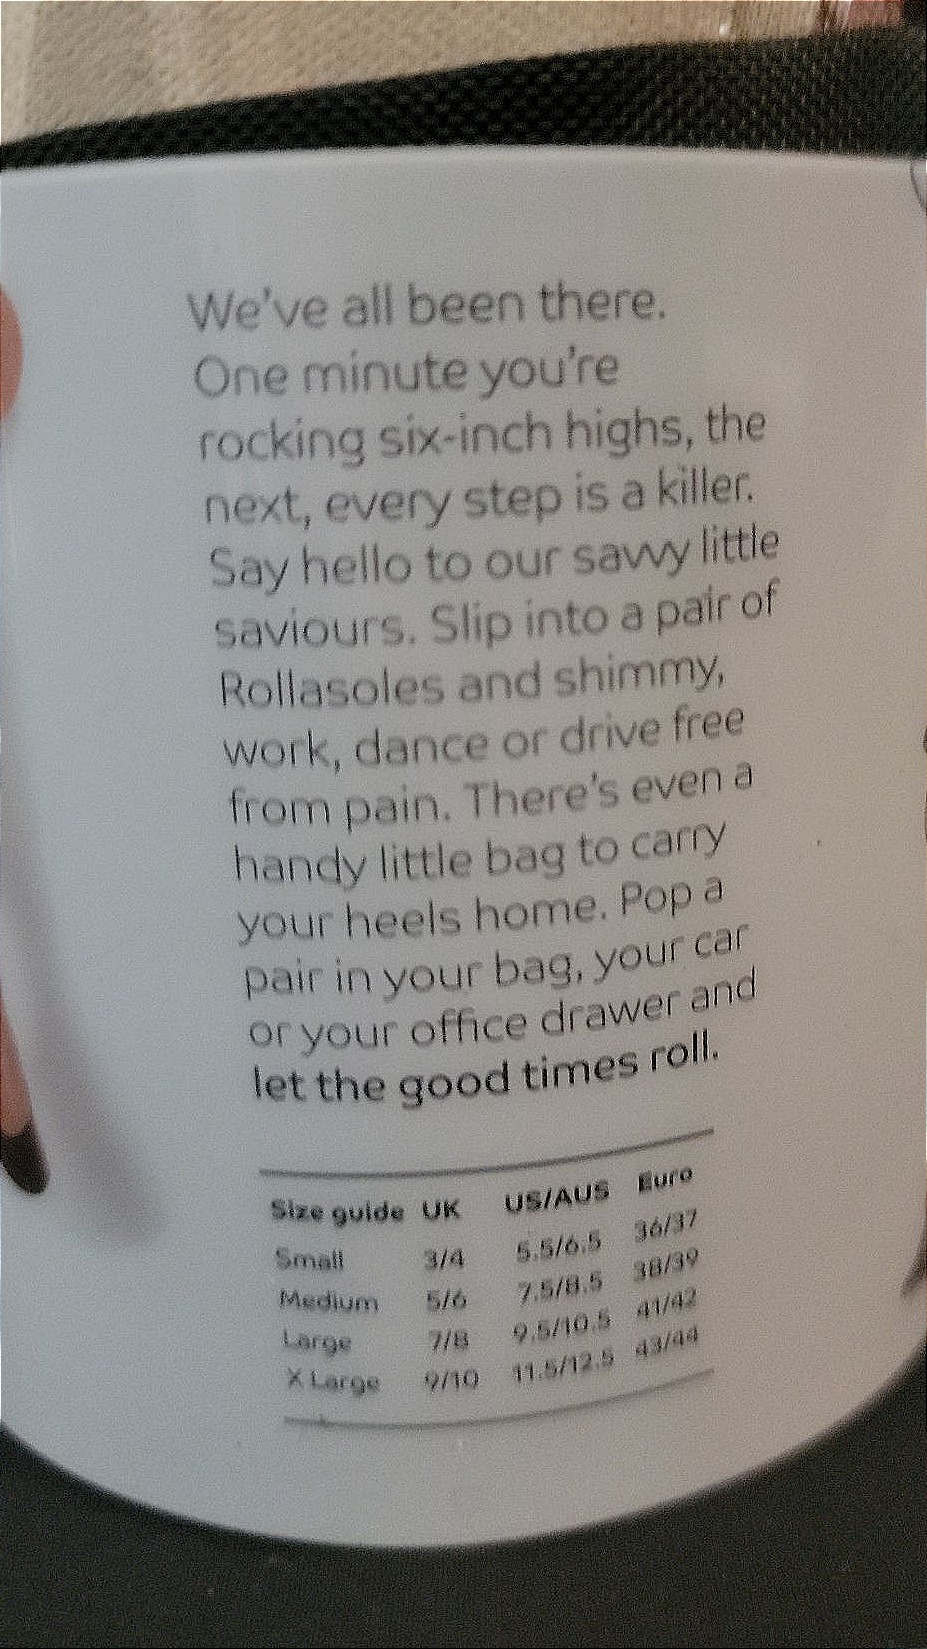 We've all been there.
One minute you're
rocking six-inch highs, the
next, every step is a killer.
Say hello to our savvy little
saviours. Slip into a pair of
Rollasoles and shimmy,
work, dance or drive free
from pain. There's even a
handy little bag to carry
your heels home. Pop a
pair in your bag, your car
or your office drawer and
let the good times roll.
Size guide UK US/AUS Euro
Small 3/4 5.5/6.5 36/37
Medium 5/6 7.5/8.5 38/39
Large 7/8 9.5/10.5 41/42
X Large 9/10 11.5/12.5 43/44